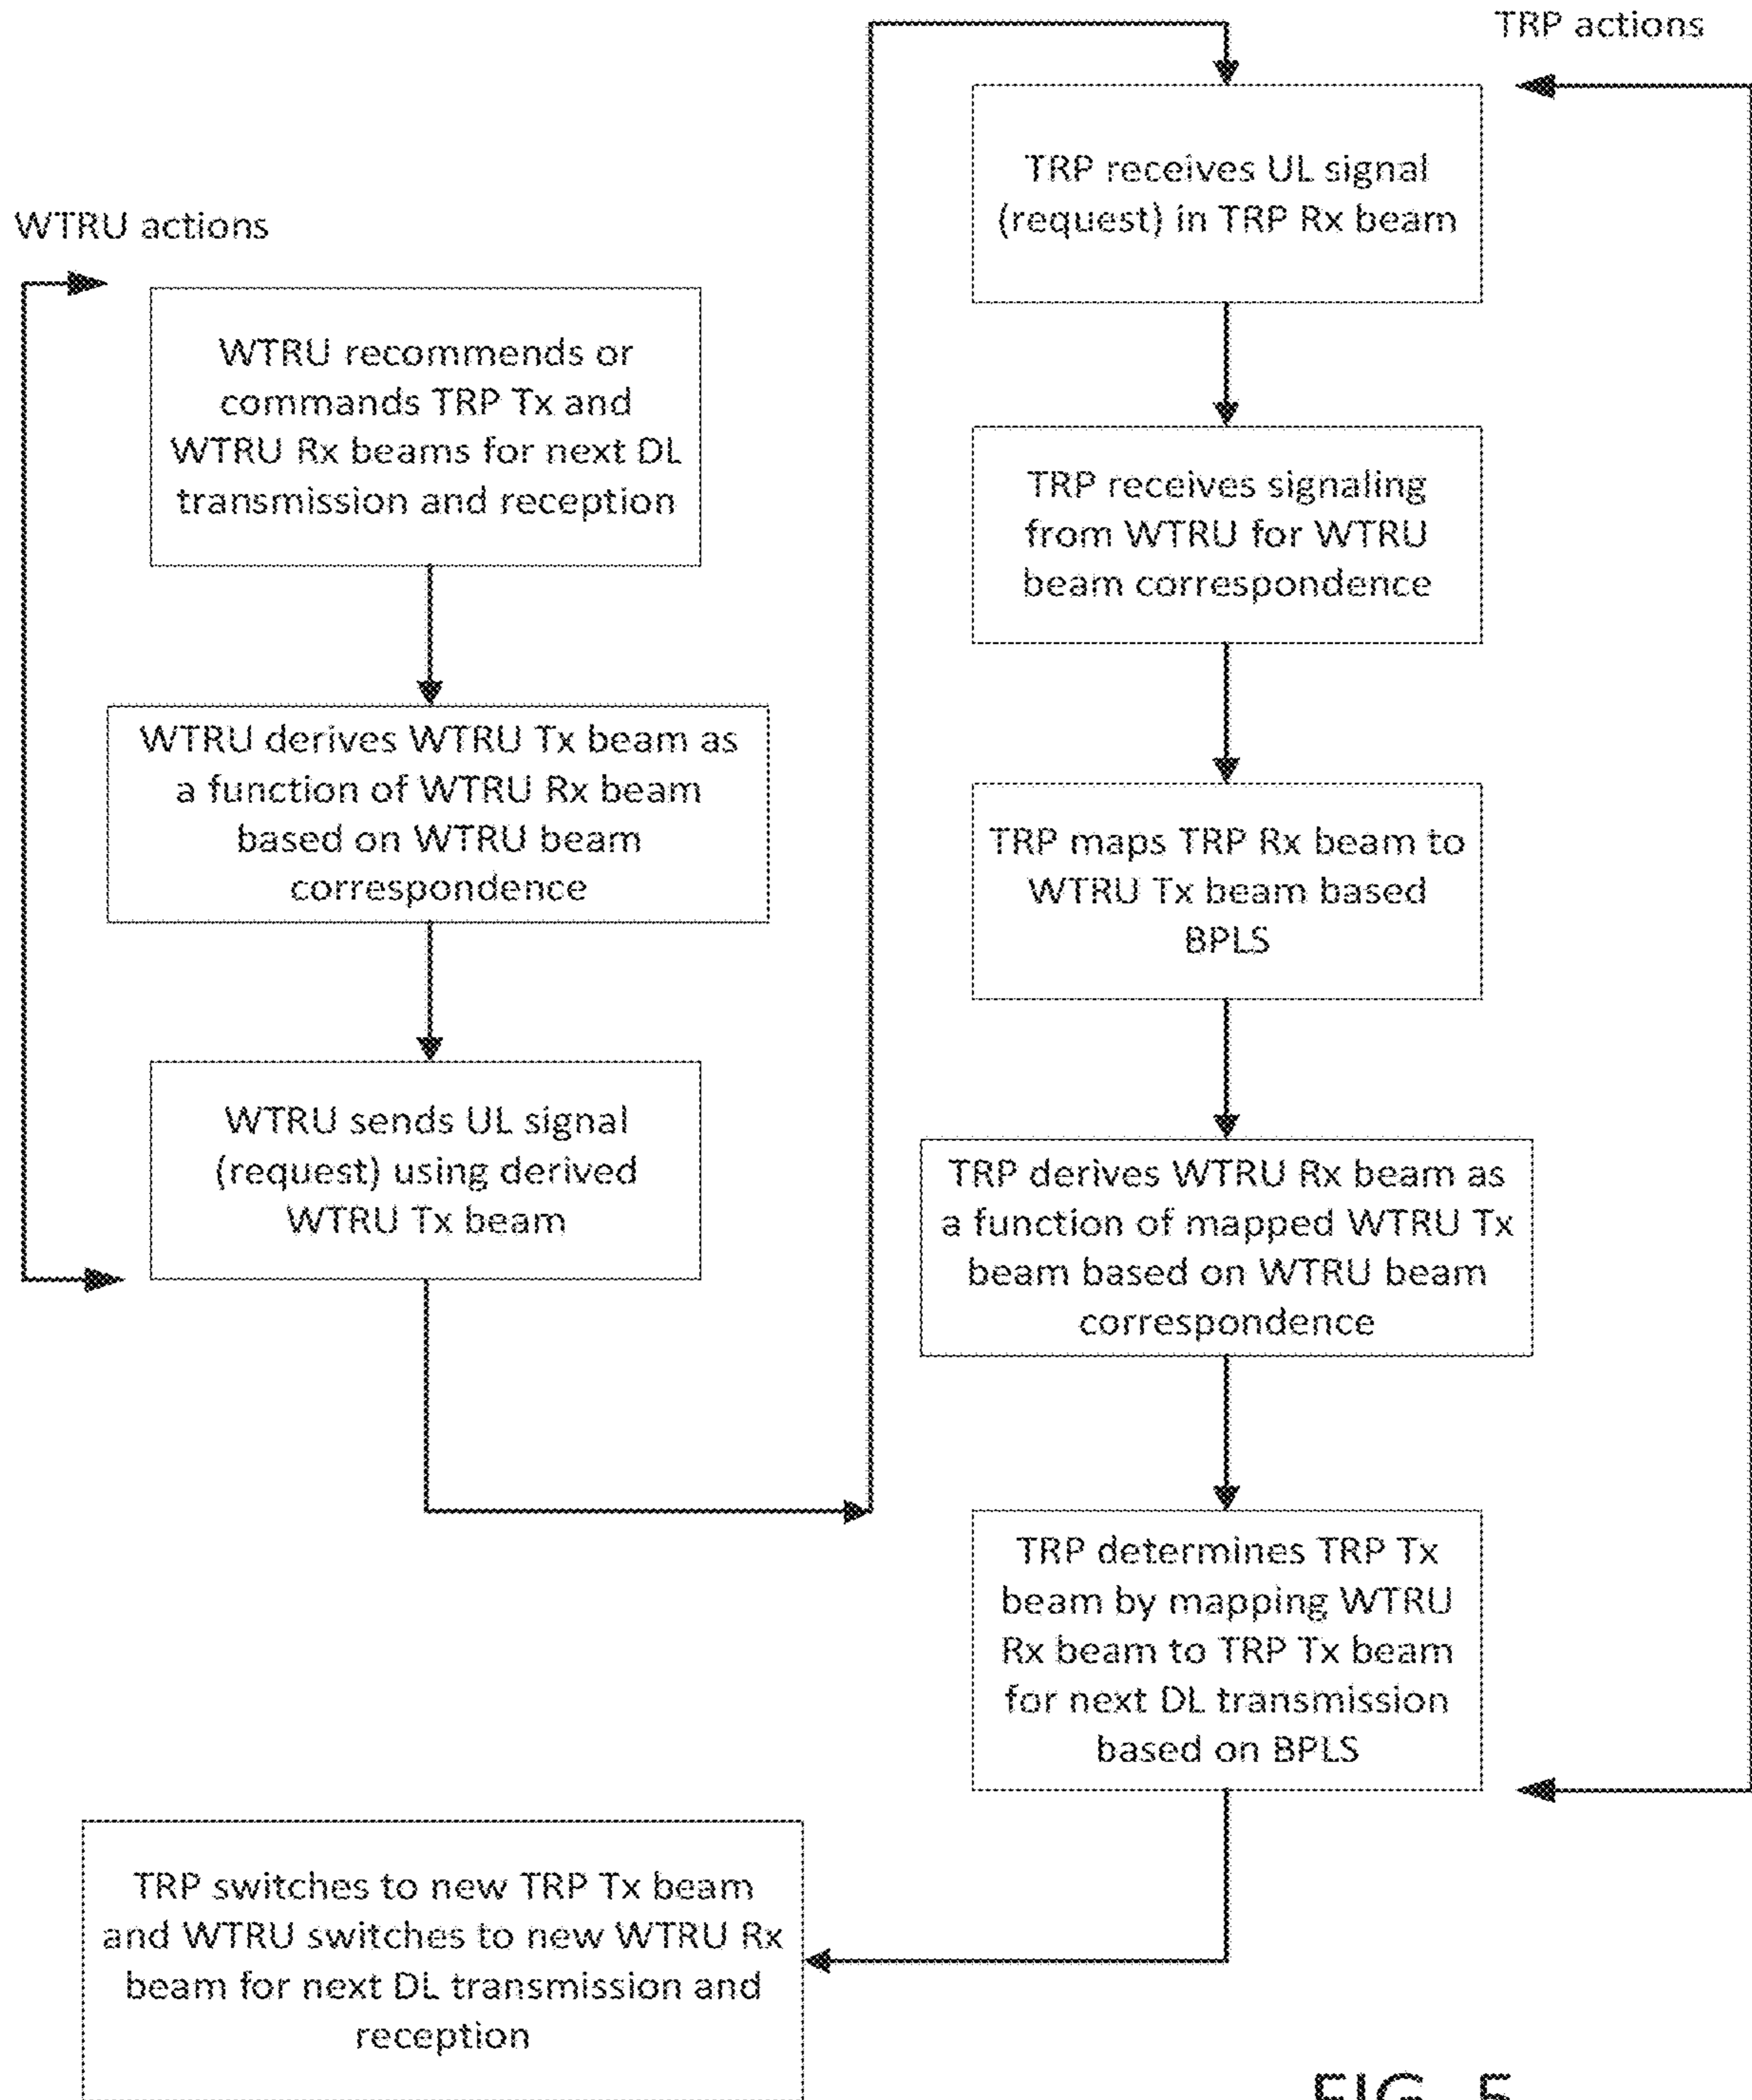 WTRU actions
WTRU recommends or
commands TRP Tx and
WTRU Rx beams for next DL
transmission and reception
WTRU derives WTRU Tx beam as
a function of WTRU Rx beam
based on WTRU beam
correspondence
WTRU sends UL signal
(request) using derived
WTRU Tx beam
TRP actions
TRP receives UL signal
(request) in TRP Rx beam
TRP receives signaling
from WTRU for WTRU
beam correspondence
TRP maps TRP Rx beam to
WTRU Tx beam based
BPLS
TRP derives WTRU Rx beam as
a function of mapped WTRU Tx
beam based on WTRU beam
correspondence
TRP determines TRP Tx
beam by mapping WTRU
Rx beam to TRP Tx beam
for next DL transmission
based on BPLS
TRP switches to new TRP Tx beam
and WTRU switches to new WTRU Rx
beam for next DL transmission and
reception
FIG. 5